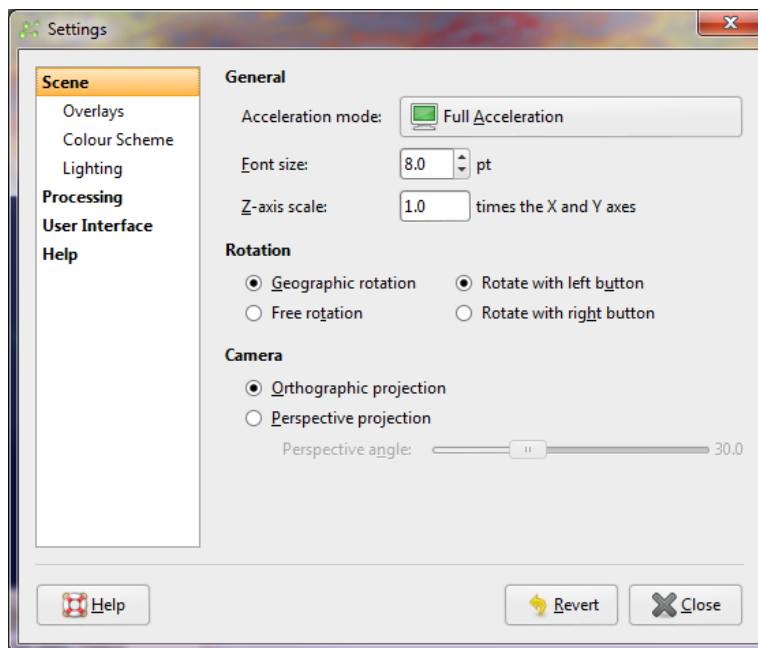 Settings
Scene
Overlays
Colour Scheme
Lighting
Processing
User Interface
Help
General
Acceleration mode: Full Acceleration
Font size: 8.0 pt
Z-axis scale: 1.0 times the X and Y axes
Rotation
Geographic rotation Rotate with left button
Free rotation Rotate with right button
Camera
Orthographic projection
Perspective projection
Perspective angle: 30.0
Help Revert Close